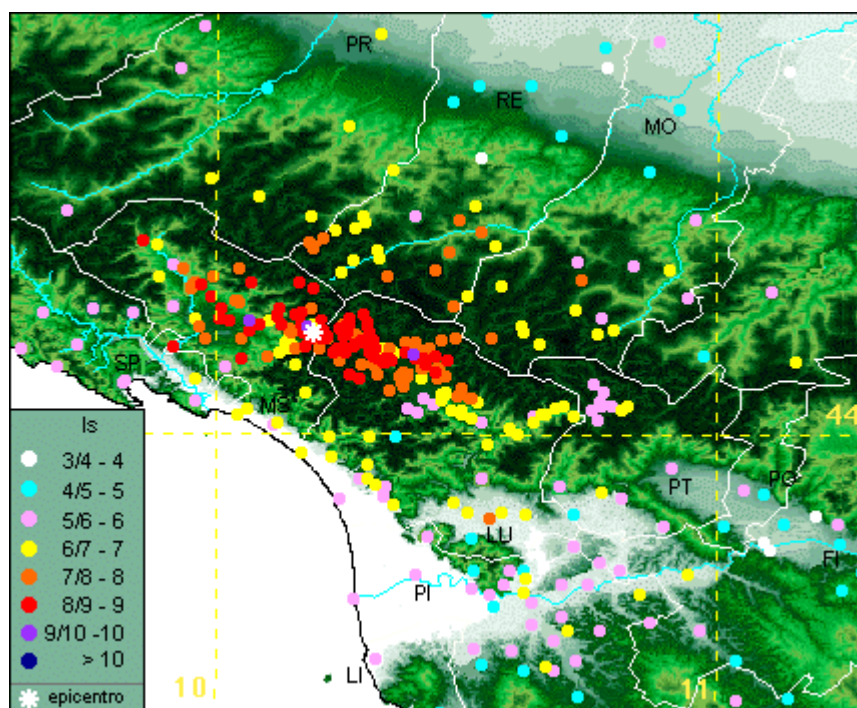 PR
RE
MO
SP
MS
44
PT
PO
LU
FI
PI
LI
10
11
Is
3/4 - 4
4/5 - 5
5/6 - 6
6/7 - 7
7/8 - 8
8/9 - 9
9/10 -10
> 10
epicentro